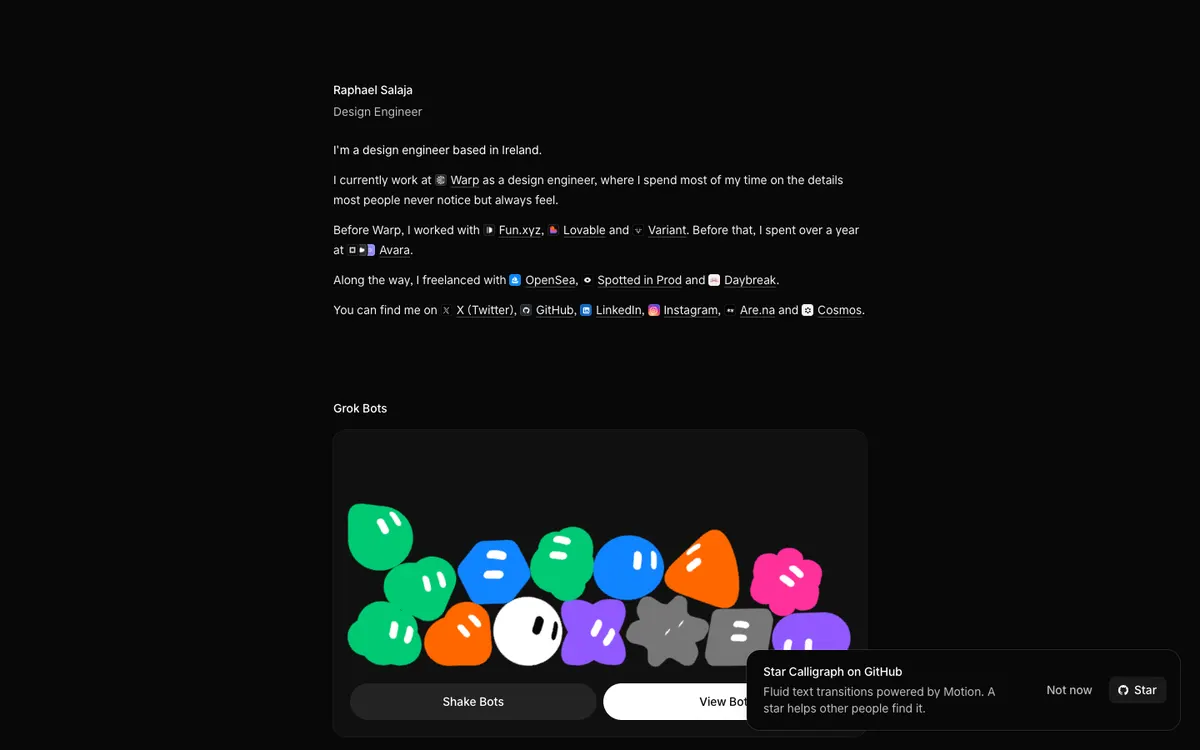 Raphael Salaja
Design Engineer
I'm a design engineer based in Ireland.
I currently work at Warp as a design engineer, where I spend most of my time on the details
most people never notice but always feel.
Before Warp, I worked with Fun.xyz, Lovable and Variant. Before that, I spent over a year
at Avara.
Along the way, I freelanced with OpenSea, Spotted in Prod and Daybreak.
You can find me on X (Twitter), GitHub, LinkedIn, Instagram, Are.na and Cosmos.
Grok Bots
Shake Bots
View Bot
Star Calligraph on GitHub
Fluid text transitions powered by Motion. A
star helps other people find it.
Not now
Star